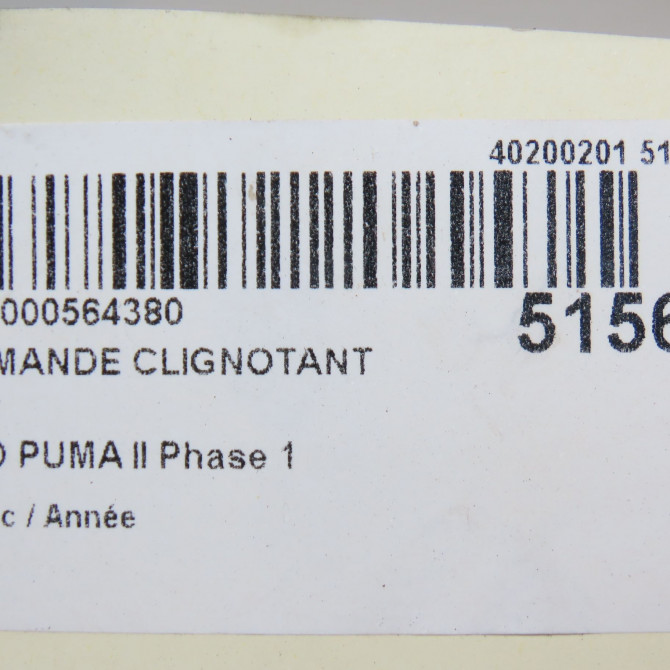 40200201 51
000564380
5156
MANDE CLIGNOTANT
PUMA II Phase 1
c / Année